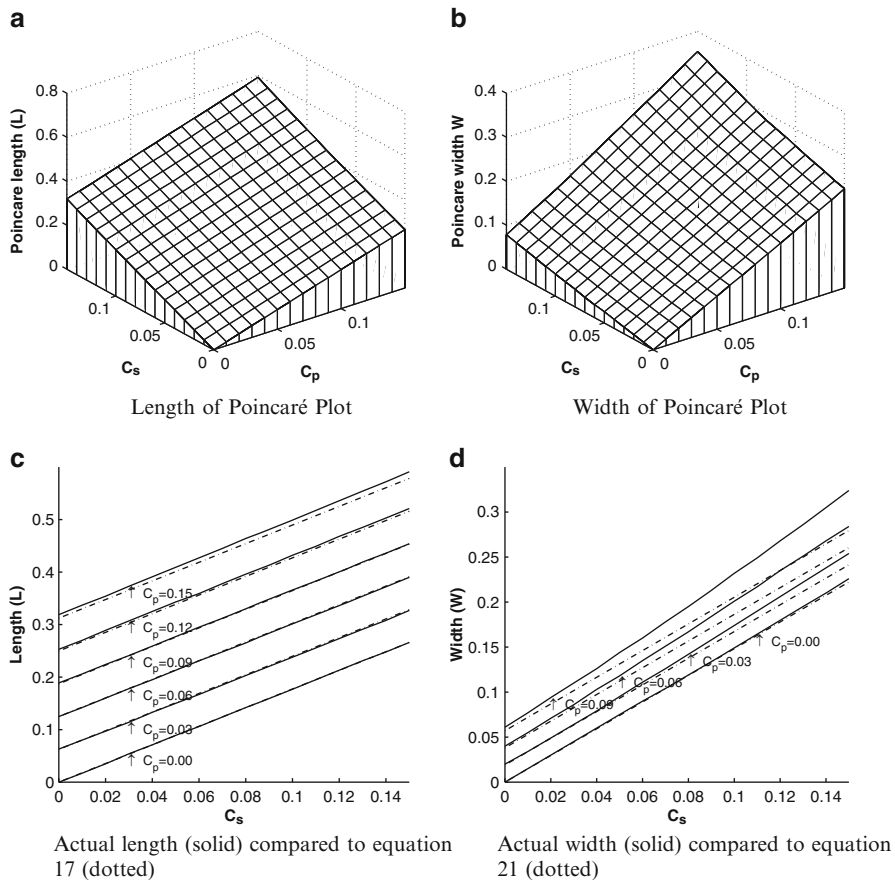 a
Poincare length (L)
0.8
0.6
0.4
0.2
0
0.1
0.05
0
Cs
0
0.05
0.1
Cp
Length of Poincaré Plot
b
Poincare width W
0.4
0.3
0.2
0.1
0
0.1
0.05
0
Cs
0
0.05
0.1
Cp
Width of Poincaré Plot
c
Length (L)
0.5
0.4
0.3
0.2
0.1
0
↑ Cp=0.15
↑ Cp=0.12
↑ Cp=0.09
↑ Cp=0.06
↑ Cp=0.03
↑ Cp=0.00
0 0.02 0.04 0.06 0.08 0.1 0.12 0.14
Cs
Actual length (solid) compared to equation
17 (dotted)
d
Width (W)
0.3
0.25
0.2
0.15
0.1
0.05
0
↑ Cp=0.00
↑ Cp=0.03
↑ Cp=0.06
↑ Cp=0.09
0 0.02 0.04 0.06 0.08 0.1 0.12 0.14
Cs
Actual width (solid) compared to equation
21 (dotted)